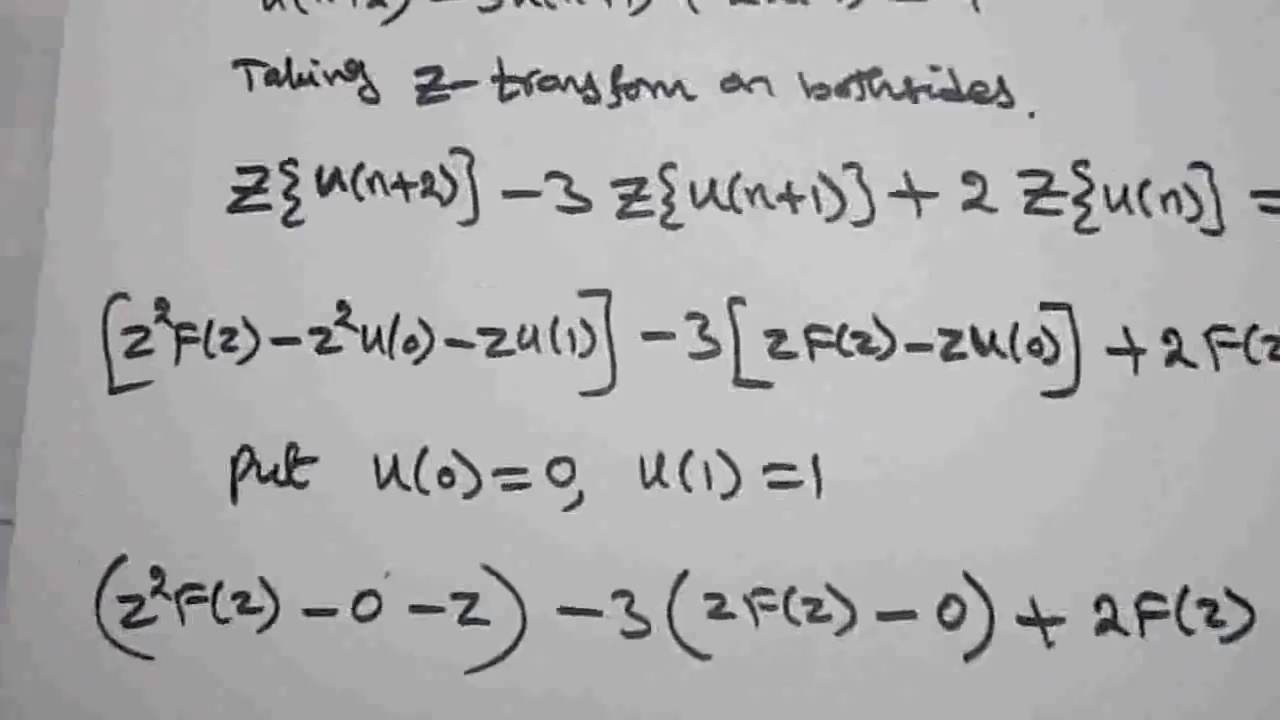 Taking Z-transform on bothsides.
Z{u(n+2)} - 3 Z{u(n+1)} + 2 Z{u(n)} =
[z²F(z) - z²u(0) - zu(1)] - 3[zF(z) - zu(0)] + 2F(z
put u(0) = 0, u(1) = 1
(z²F(z) - 0 - z) - 3(zF(z) - 0) + 2F(z)